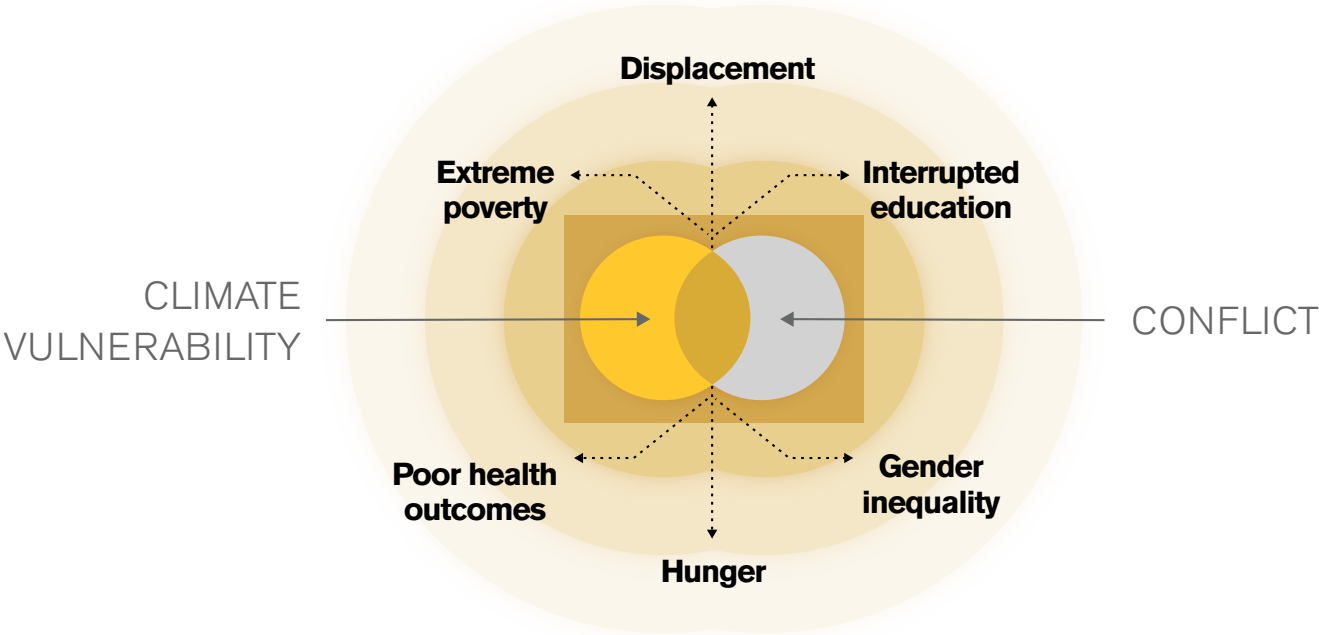 Displacement
Extreme
poverty
Interrupted
education
CLIMATE
VULNERABILITY
CONFLICT
Poor health
outcomes
Gender
inequality
Hunger